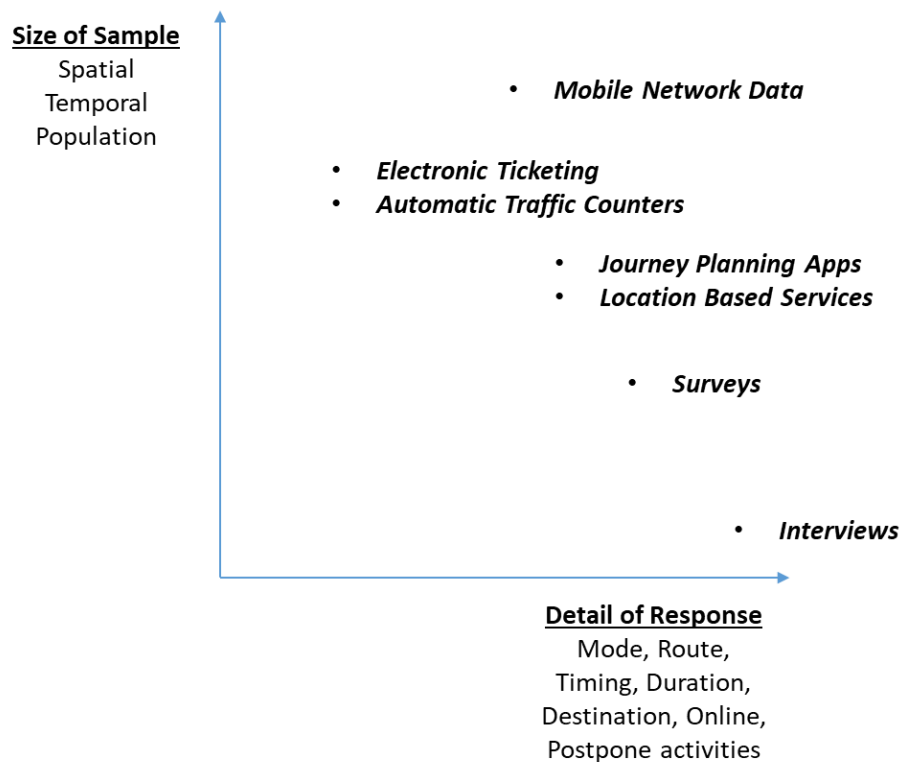 Size of Sample
Spatial
Temporal
Population
• Mobile Network Data
• Electronic Ticketing
• Automatic Traffic Counters
• Journey Planning Apps
• Location Based Services
• Surveys
• Interviews
Detail of Response
Mode, Route,
Timing, Duration,
Destination, Online,
Postpone activities